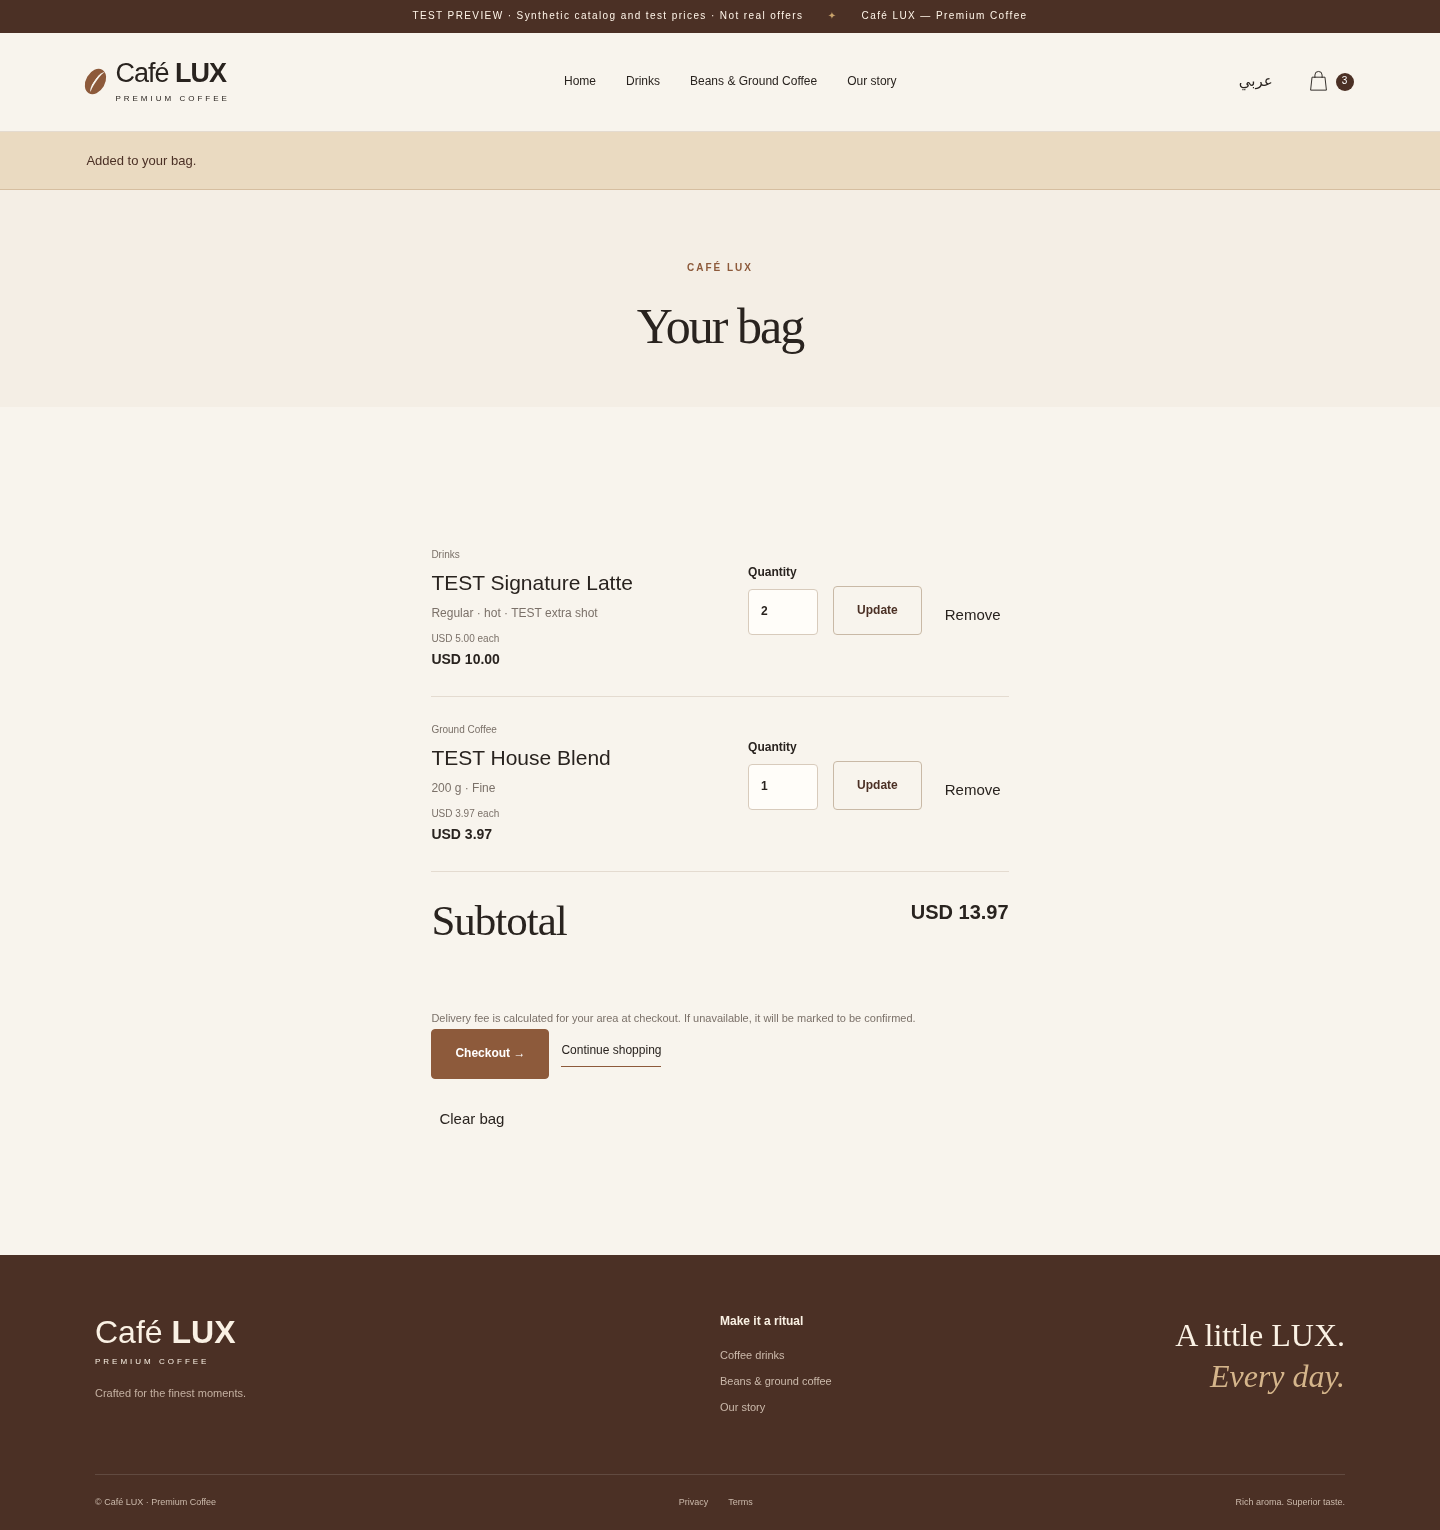 TEST PREVIEW · Synthetic catalog and test prices · Not real offers ✦ Café LUX — Premium Coffee
Café LUX
PREMIUM COFFEE
Home Drinks Beans & Ground Coffee Our story
عربي
3
Added to your bag.
CAFÉ LUX
Your bag
Drinks
TEST Signature Latte
Regular · hot · TEST extra shot
USD 5.00 each
USD 10.00
Quantity
2 Update Remove
Ground Coffee
TEST House Blend
200 g · Fine
USD 3.97 each
USD 3.97
Quantity
1 Update Remove
Subtotal USD 13.97
Delivery fee is calculated for your area at checkout. If unavailable, it will be marked to be confirmed.
Checkout → Continue shopping
Clear bag
Café LUX
PREMIUM COFFEE
Crafted for the finest moments.
Make it a ritual
Coffee drinks
Beans & ground coffee
Our story
A little LUX.
Every day.
© Café LUX · Premium Coffee Privacy Terms Rich aroma. Superior taste.